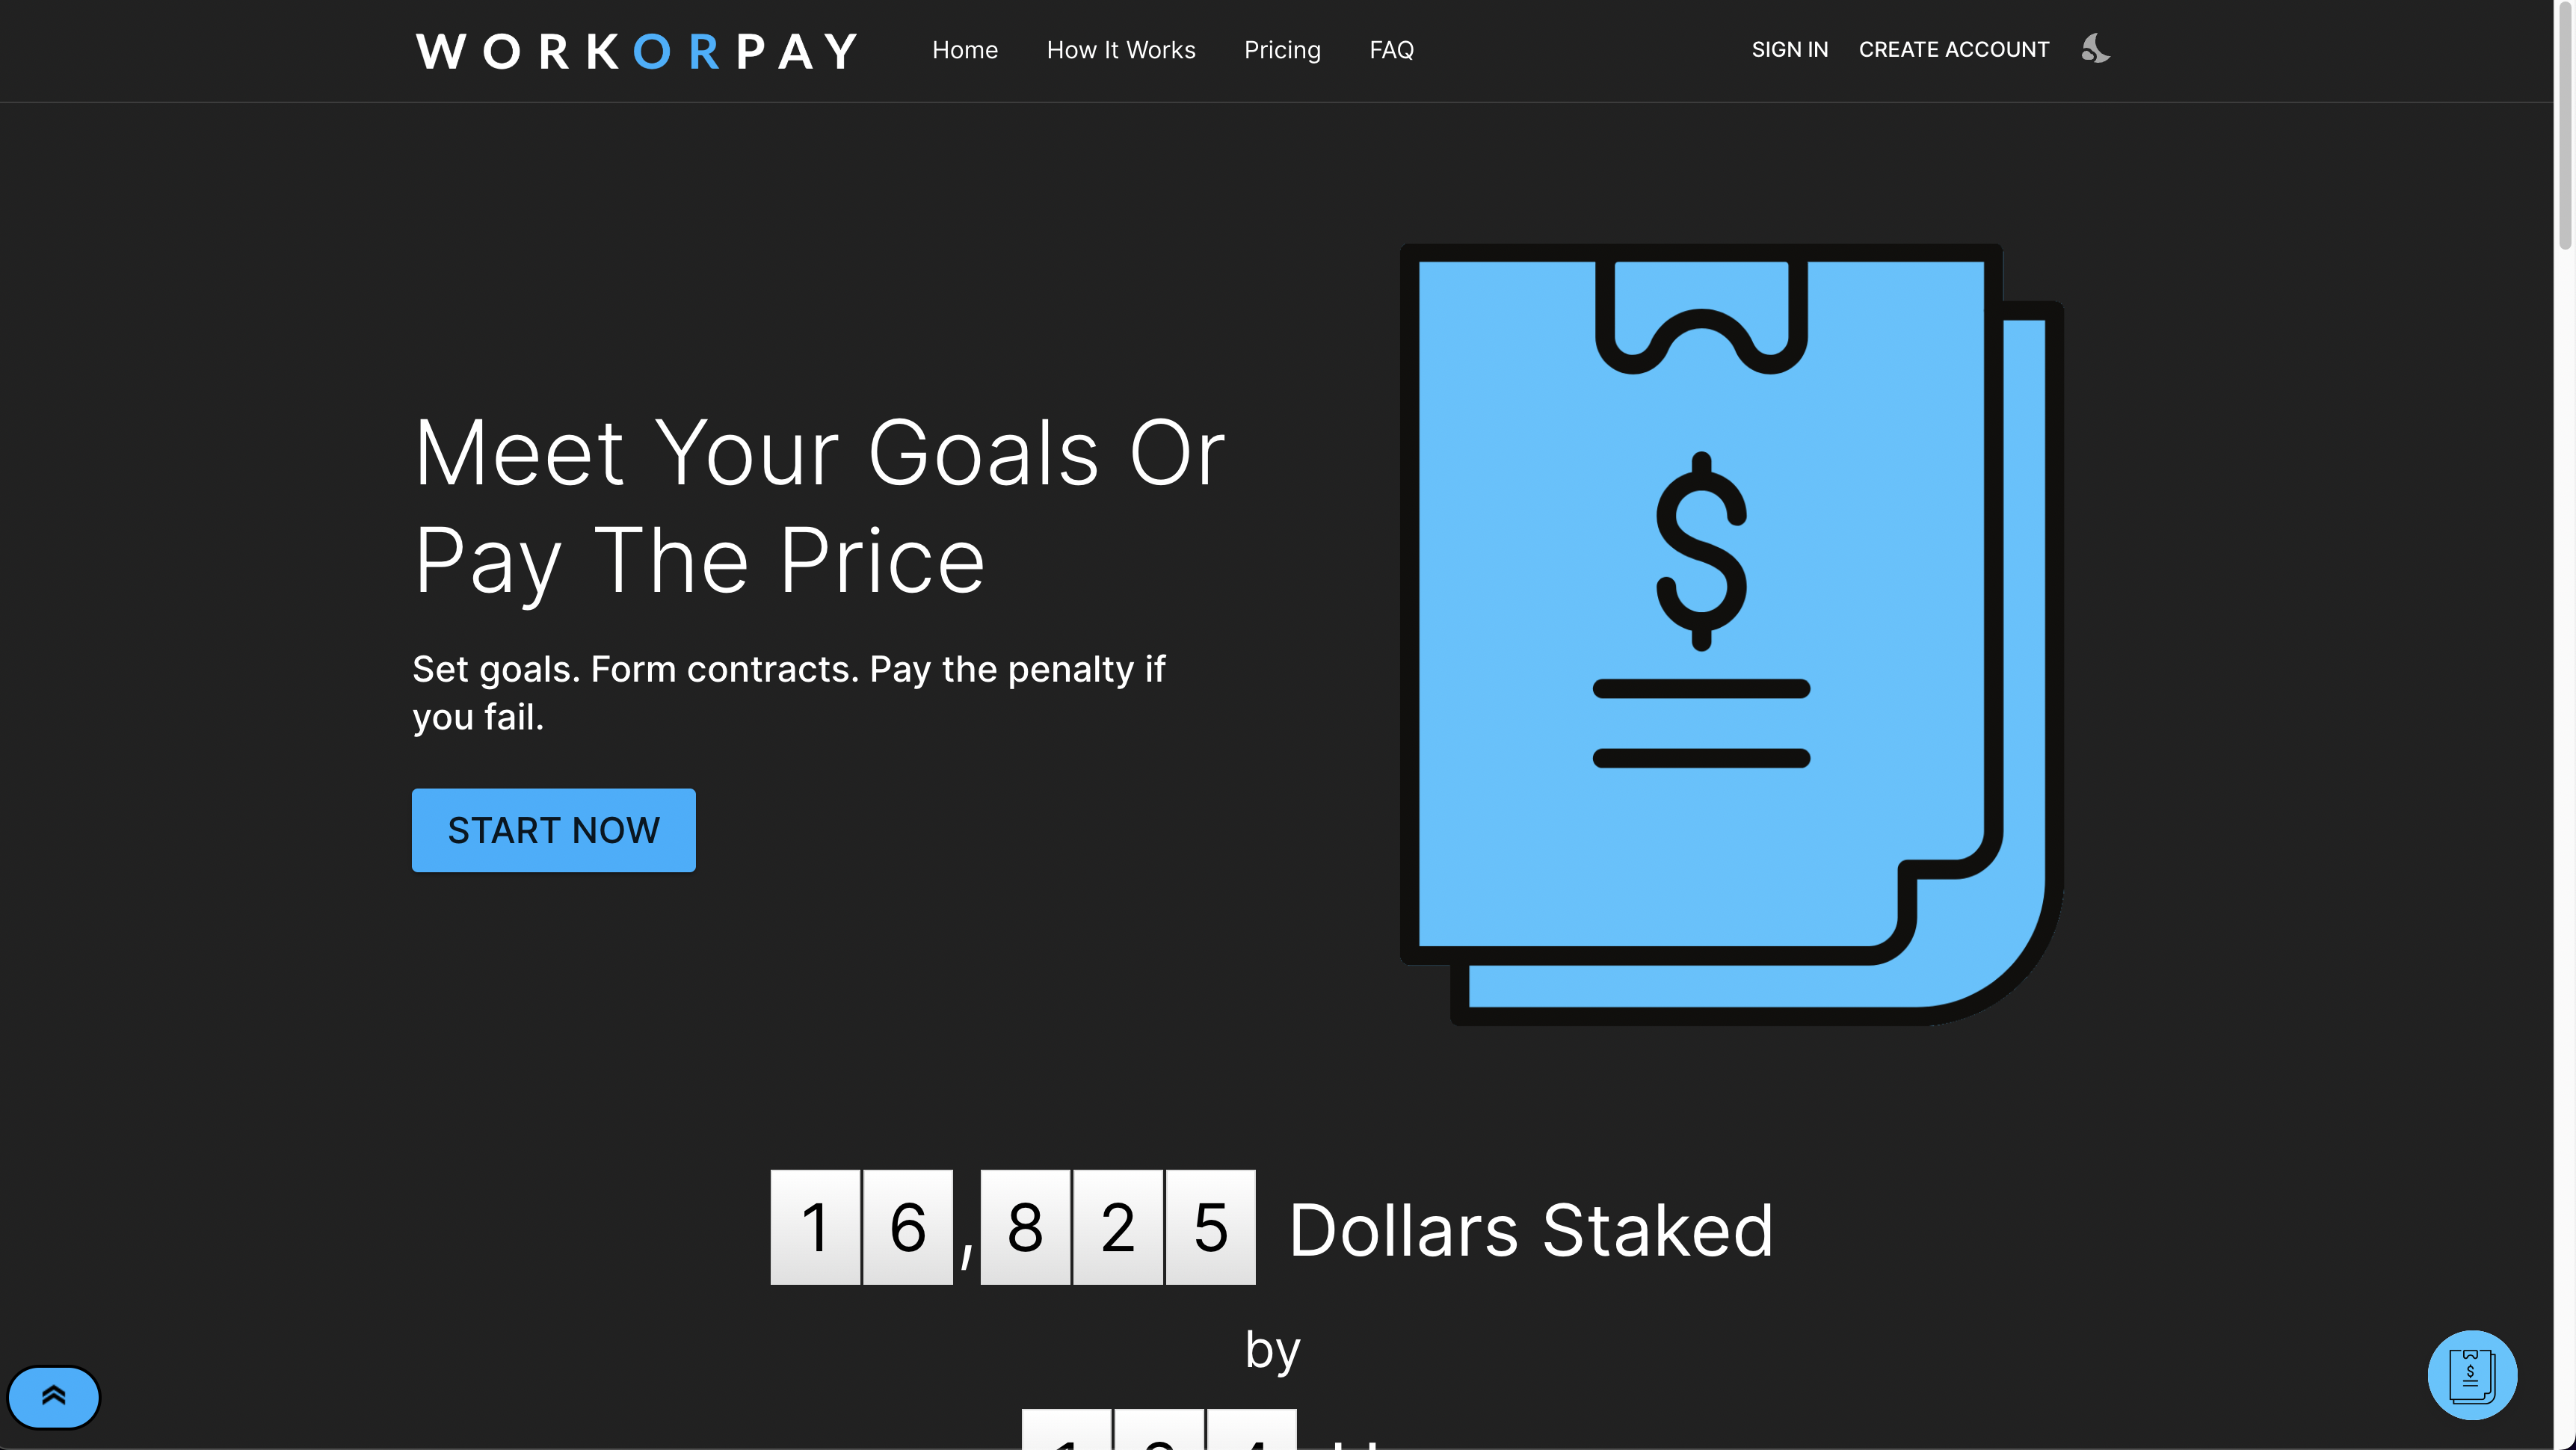 WORKORPAY Home How It Works Pricing FAQ SIGN IN CREATE ACCOUNT
Meet Your Goals Or
Pay The Price
Set goals. Form contracts. Pay the penalty if
you fail.
START NOW
$
16,825 Dollars Staked
by
$